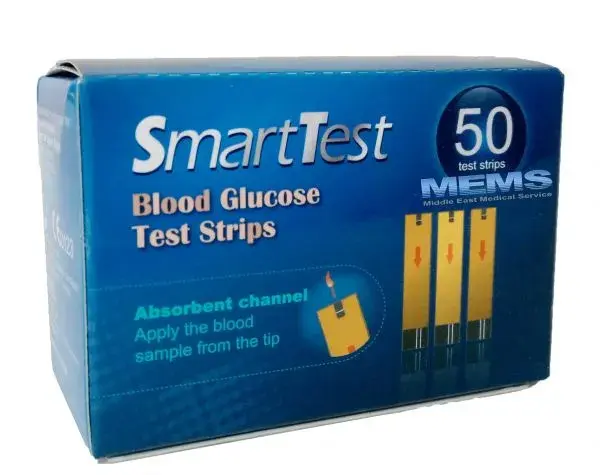 SmartTest
Blood Glucose
Test Strips
50
test strips
MEMS
Middle East Medical Service
Absorbent channel
Apply the blood
sample from the tip